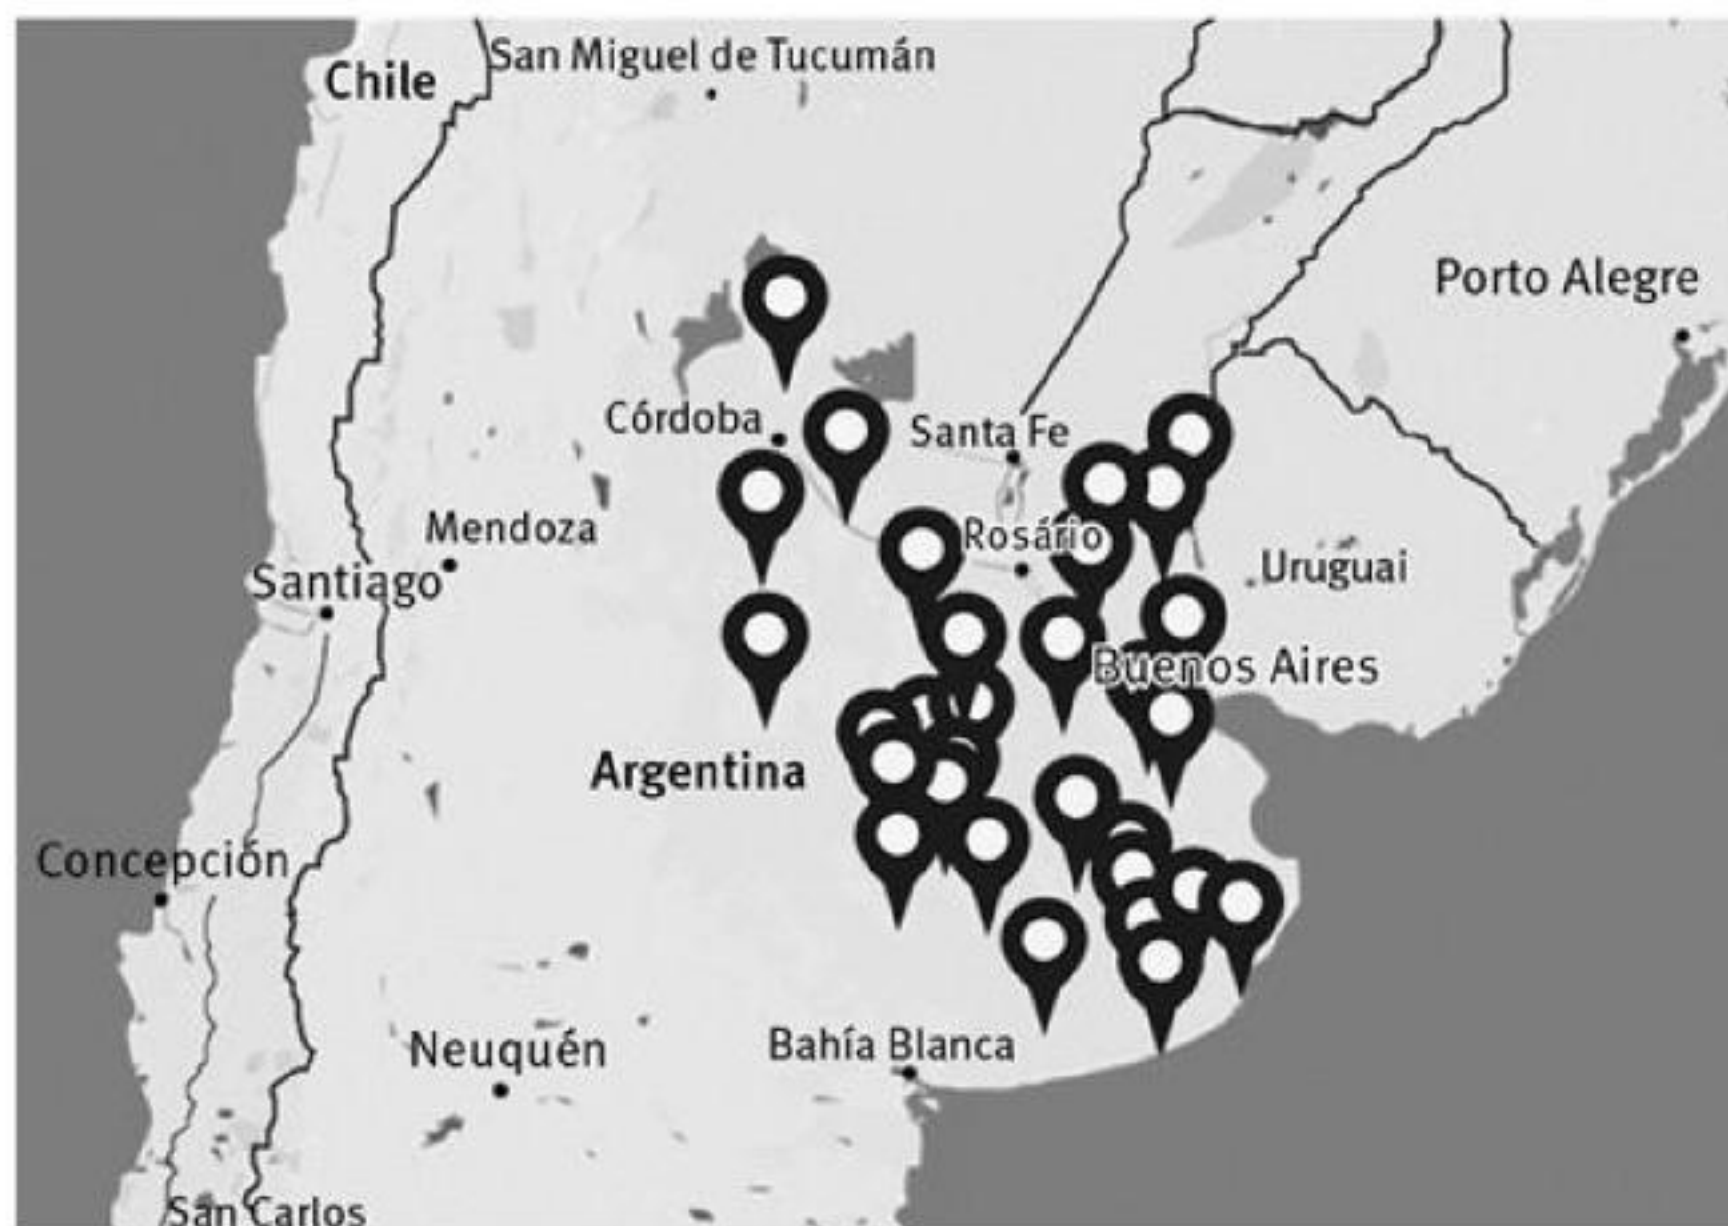 San Miguel de Tucumán
Chile
Porto Alegre
Córdoba
Santa Fe
Mendoza
Rosário
Santiago
Uruguai
Buenos Aires
Argentina
Concepción
Neuquén
Bahía Blanca
San Carlos